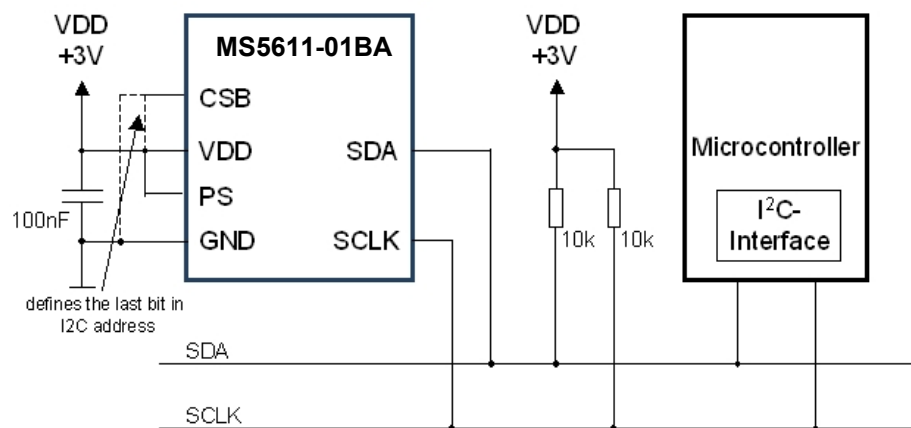 VDD
+3V
MS5611-01BA
CSB
VDD
PS
GND
SDA
SCLK
100nF
defines the last bit in
I2C address
VDD
+3V
10k
10k
Microcontroller
I²C-
Interface
SDA
SCLK